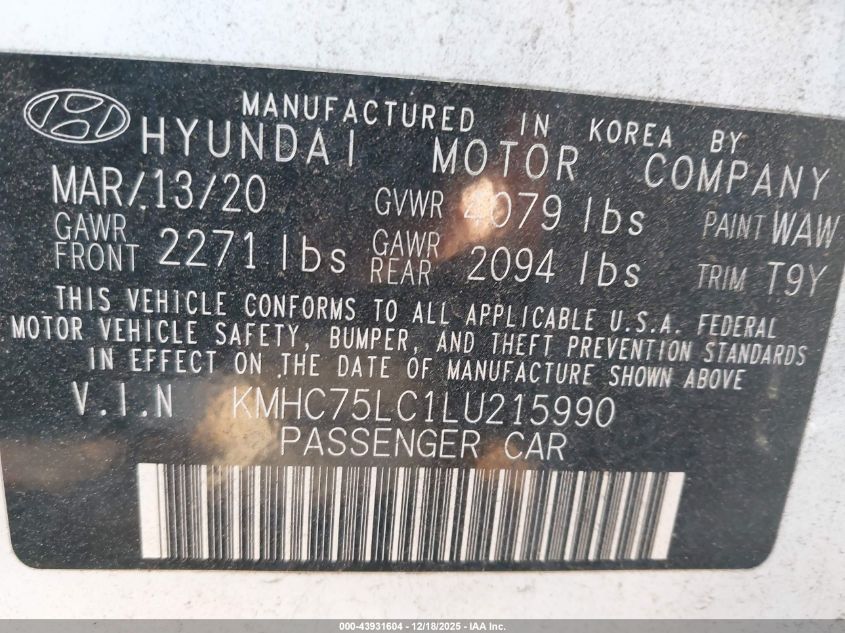 MANUFACTURED IN KOREA BY
HYUNDAI MOTOR COMPANY
MAR/.13/20 GVWR 4079 lbs PAINT WAW
GAWR FRONT 2271 lbs GAWR REAR 2094 lbs TRIM T9Y
THIS VEHICLE CONFORMS TO ALL APPLICABLE U.S.A. FEDERAL
MOTOR VEHICLE SAFETY, BUMPER, AND THEFT PREVENTION STANDARDS
IN EFFECT ON THE DATE OF MANUFACTURE SHOWN ABOVE
V.I.N KMHC75LC1LU215990
PASSENGER CAR
000-43931604 | 12/18/2025 - IAA Inc.